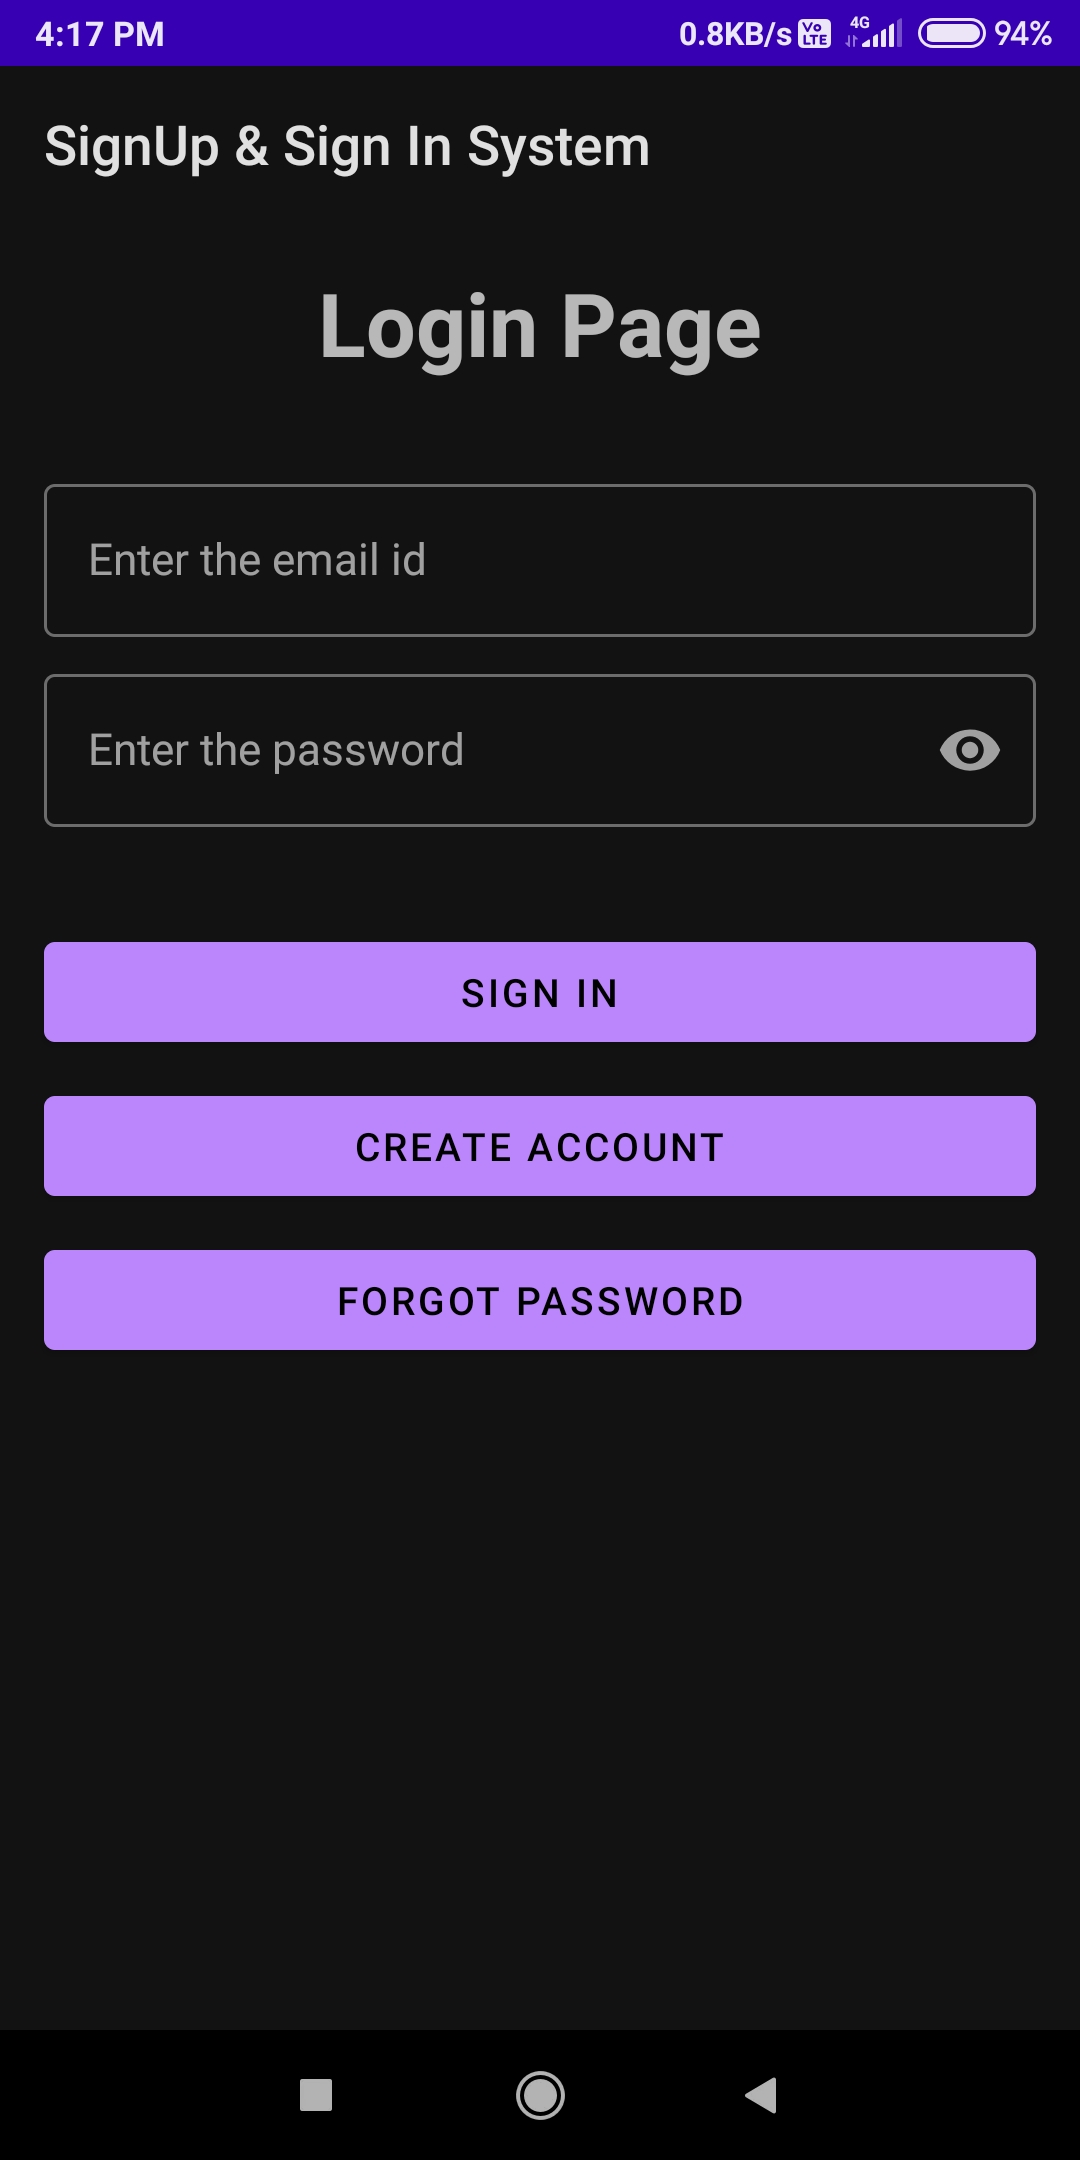 4:17 PM 0.8KB/s Vo LTE 4G 94%
SignUp & Sign In System
Login Page
Enter the email id
Enter the password
SIGN IN
CREATE ACCOUNT
FORGOT PASSWORD